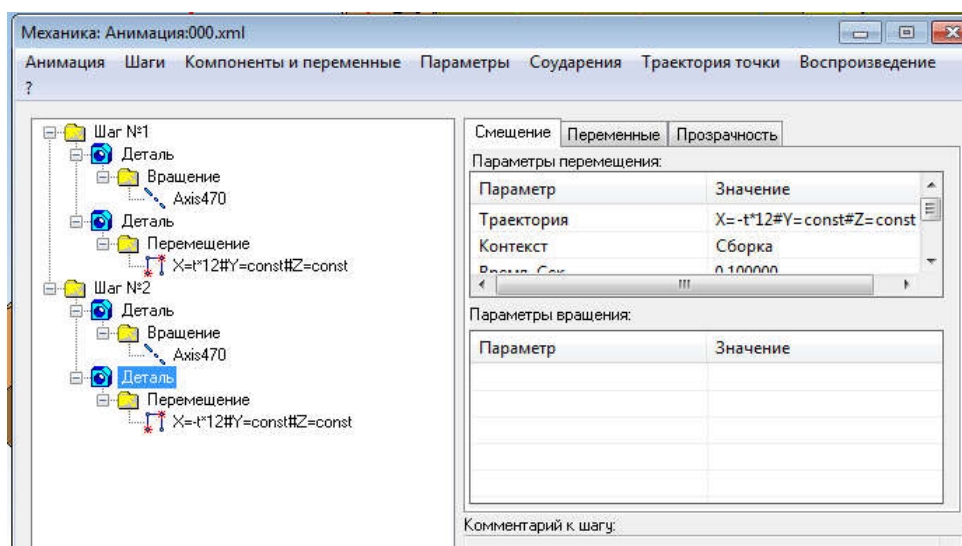 Механика: Анимация:000.xml
Анимация Шаги Компоненты и переменные Параметры Соударения Траектория точки Воспроизведение
?
Шаг №1
Деталь
Вращение
Axis470
Деталь
Перемещение
X=t*12#Y=const#Z=const
Шаг №2
Деталь
Вращение
Axis470
Деталь
Перемещение
X=-t*12#Y=const#Z=const
Смещение Переменные Прозрачность
Параметры перемещения:
Параметр Значение
Траектория X=-t*12#Y=const#Z=const
Контекст Сборка
Время, Сек 0.100000
Параметры вращения:
Параметр Значение
Комментарий к шагу: